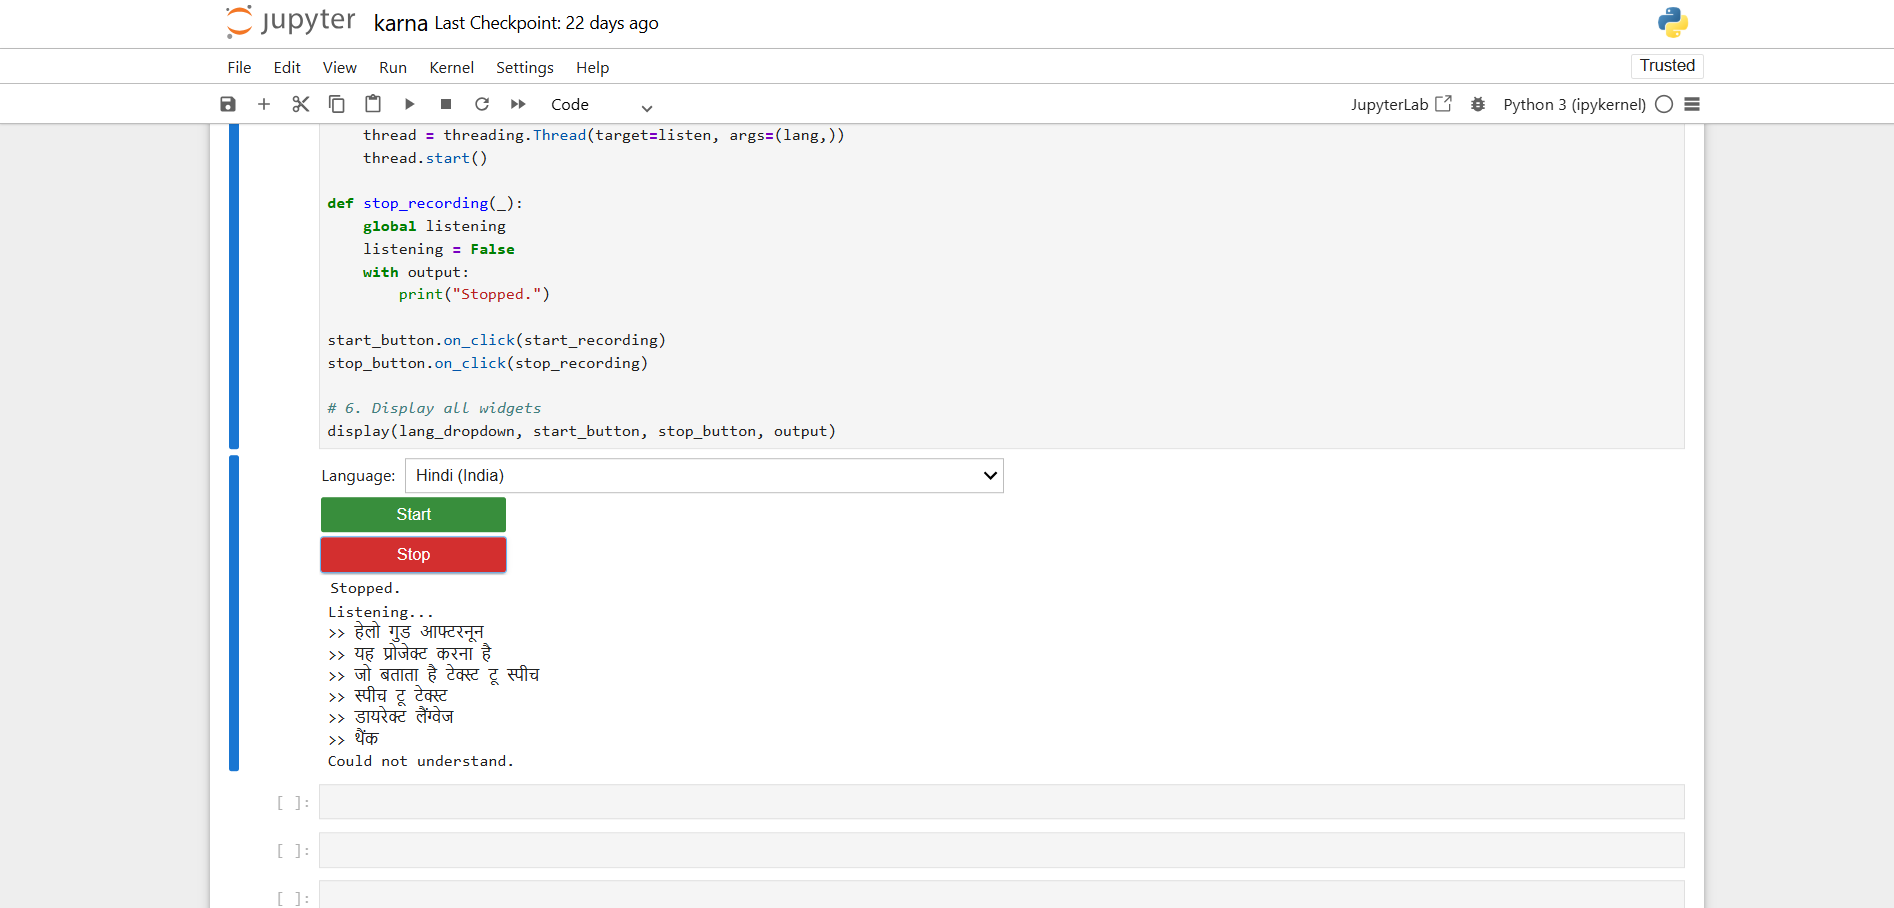 jupyter karna Last Checkpoint: 22 days ago
File Edit View Run Kernel Settings Help Trusted
Code JupyterLab Python 3 (ipykernel)
    thread = threading.Thread(target=listen, args=(lang,))
    thread.start()

def stop_recording(_):
    global listening
    listening = False
    with output:
        print("Stopped.")

start_button.on_click(start_recording)
stop_button.on_click(stop_recording)

# 6. Display all widgets
display(lang_dropdown, start_button, stop_button, output)
Language: Hindi (India)
Start
Stop
Stopped.
Listening...
>> हेलो गुड आफ्टरनून
>> यह प्रोजेक्ट करना है
>> जो बताता है टेक्स्ट टू स्पीच
>> स्पीच टू टेक्स्ट
>> डायरेक्ट लैंग्वेज
>> थैंक
Could not understand.
[ ]:
[ ]:
[ ]: